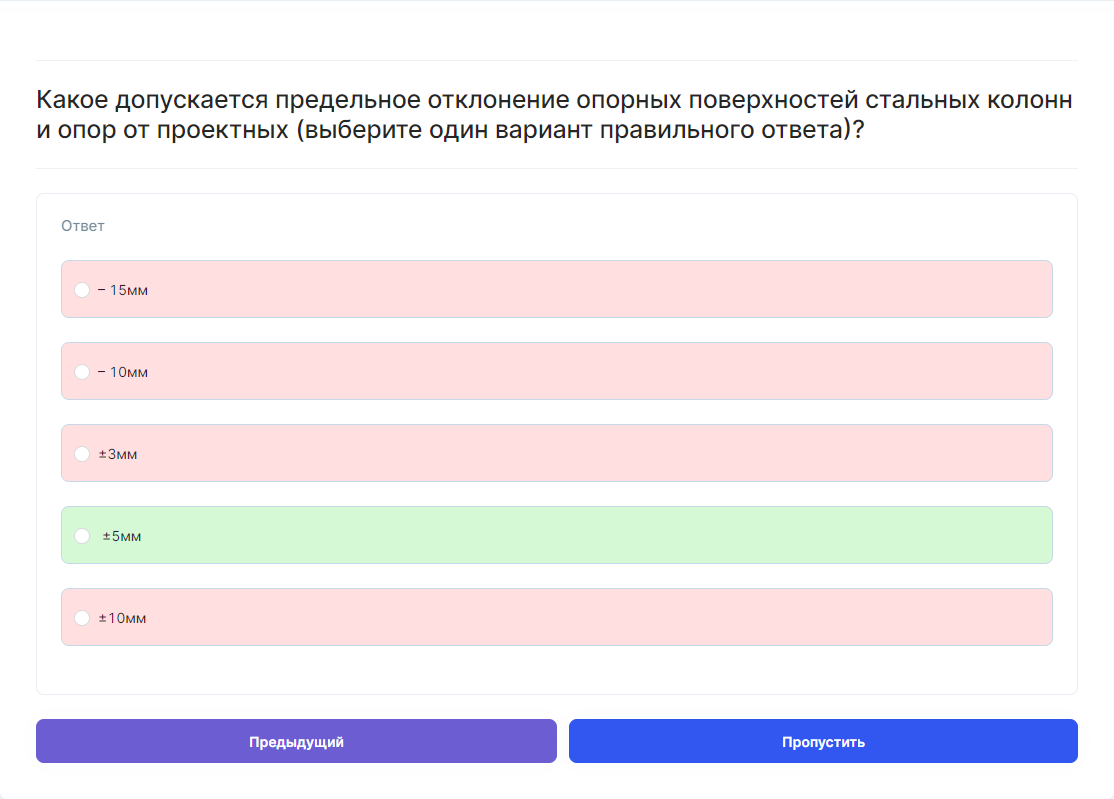 Какое допускается предельное отклонение опорных поверхностей стальных колонн
и опор от проектных (выберите один вариант правильного ответа)?
Ответ
− 15мм
− 10мм
±3мм
±5мм
±10мм
Предыдущий
Пропустить